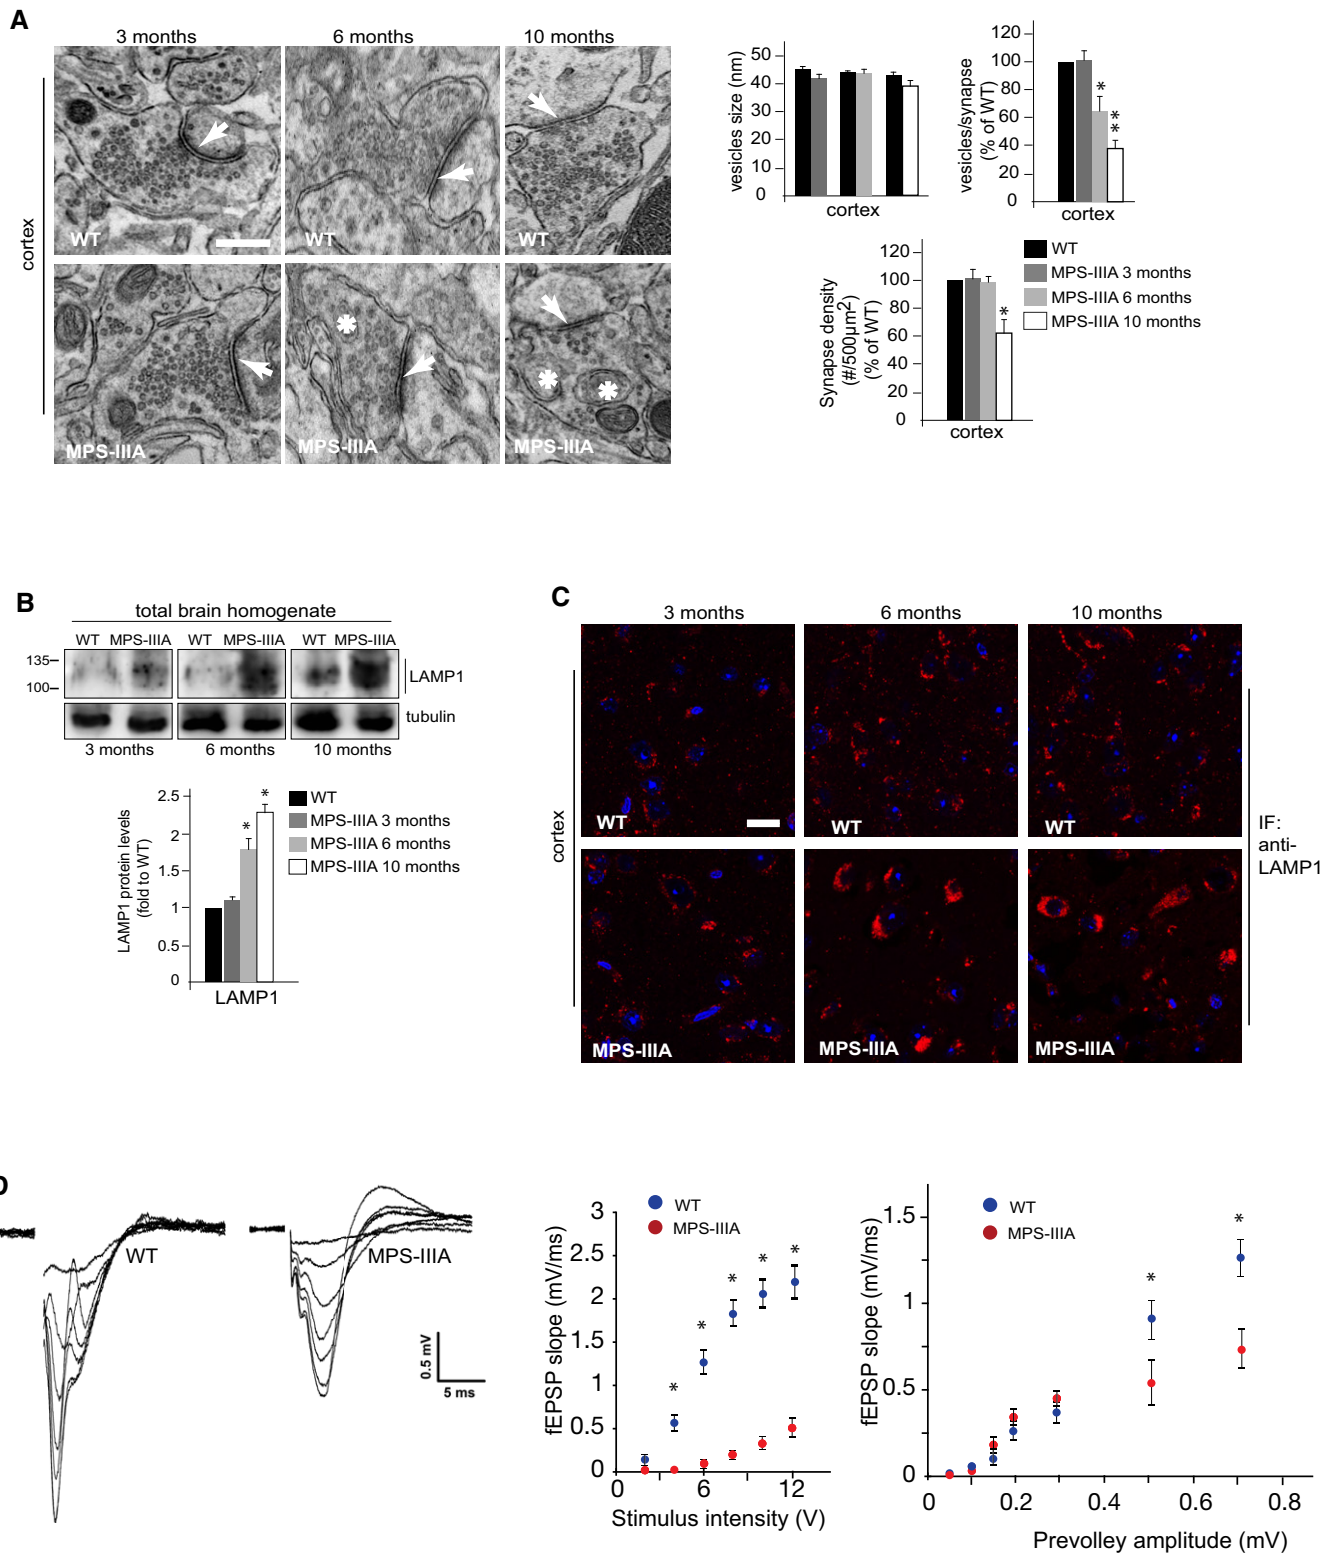 A
3 months
6 months
10 months
cortex
WT
WT
WT
MPS-IIIA
MPS-IIIA
MPS-IIIA
vesicles size (nm)
50
40
30
20
10
0
cortex
vesicles/synapse
(% of WT)
120
100
80
60
40
20
0
*
**
cortex
Synapse density
(#/500µm2)
(% of WT)
120
100
80
60
40
20
0
*
cortex
WT
MPS-IIIA 3 months
MPS-IIIA 6 months
MPS-IIIA 10 months
B
total brain homogenate
WT MPS-IIIA WT MPS-IIIA WT MPS-IIIA
135
100
LAMP1
tubulin
3 months
6 months
10 months
LAMP1 protein levels
(fold to WT)
2.5
2
1.5
1
0.5
0
*
*
LAMP1
WT
MPS-IIIA 3 months
MPS-IIIA 6 months
MPS-IIIA 10 months
C
3 months
6 months
10 months
cortex
WT
WT
WT
MPS-IIIA
MPS-IIIA
MPS-IIIA
IF:
anti-
LAMP1
D
WT
MPS-IIIA
0.5 mV
5 ms
fEPSP slope (mV/ms)
3
2.5
2
1.5
1
0.5
0
WT
MPS-IIIA
* * * * *
0 6 12
Stimulus intensity (V)
fEPSP slope (mV/ms)
1.5
1
0.5
0
WT
MPS-IIIA
* *
0 0.2 0.4 0.6 0.8
Prevolley amplitude (mV)